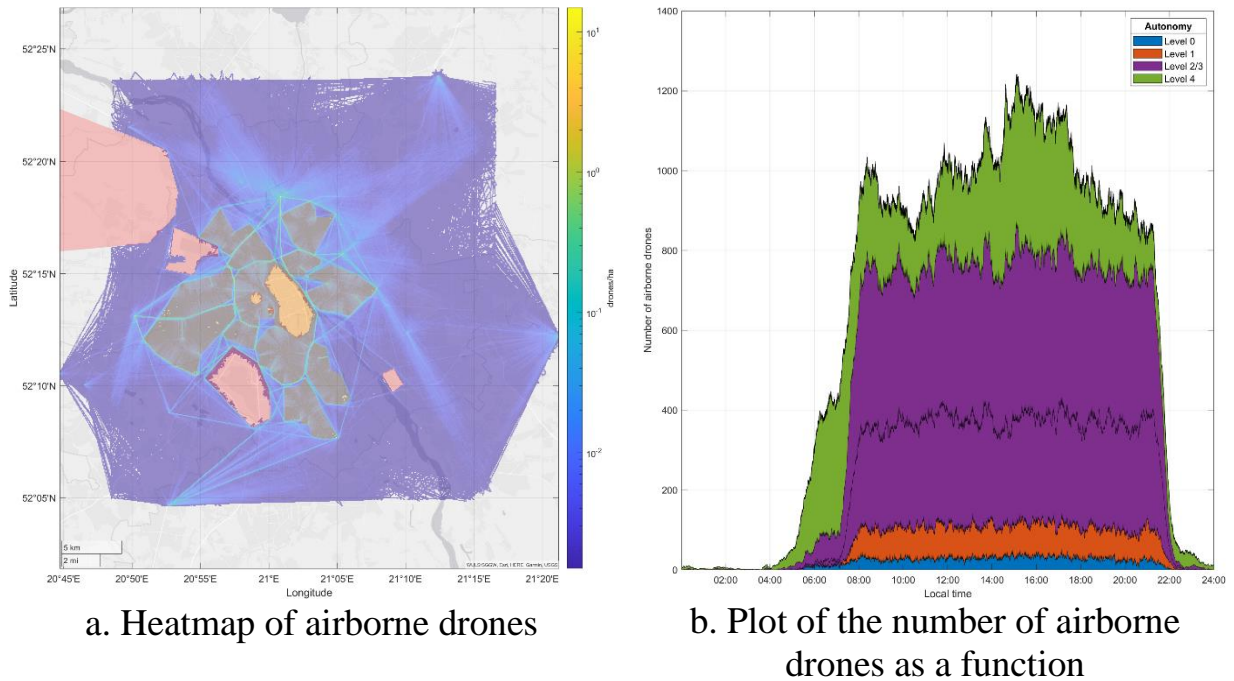 52°25'N
52°20'N
52°15'N
52°10'N
52°05'N
Latitude
5 km
2 mi
20°45'E 20°50'E 20°55'E 21°E 21°05'E 21°10'E 21°15'E 21°20'E
Longitude
10¹
10⁰
10⁻¹
10⁻²
drones/ha
a. Heatmap of airborne drones
1400
1200
1000
800
600
400
200
0
Number of airborne drones
Autonomy
Level 0
Level 1
Level 2/3
Level 4
02:00 04:00 06:00 08:00 10:00 12:00 14:00 16:00 18:00 20:00 22:00 24:00
Local time
b. Plot of the number of airborne
drones as a function